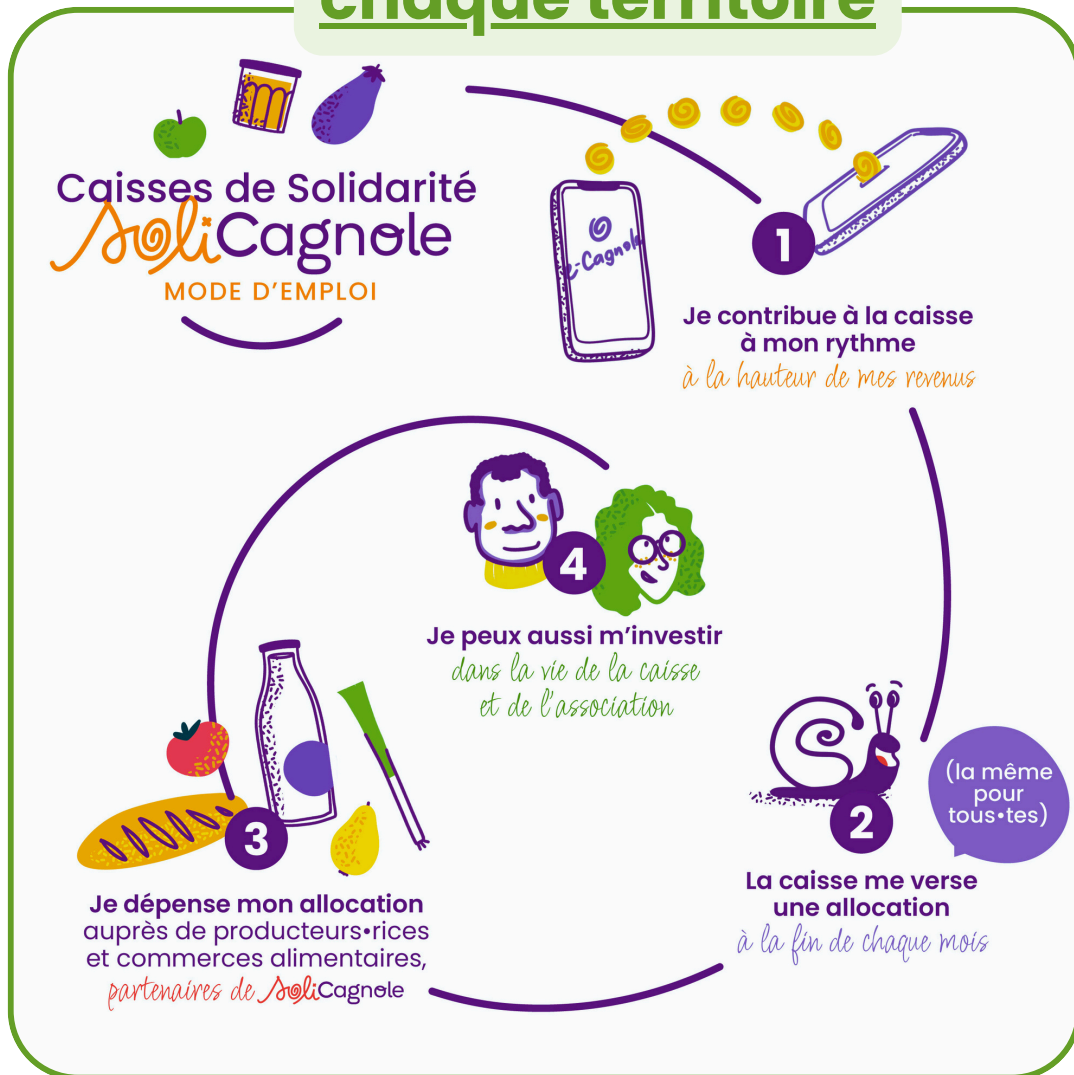 chaque territoire
Caisses de Solidarité
SoliCagnole
MODE D'EMPLOI
e-Cagnole
1
Je contribue à la caisse
à mon rythme
à la hauteur de mes revenus
2
(la même
pour
tous•tes)
La caisse me verse
une allocation
à la fin de chaque mois
3
Je dépense mon allocation
auprès de producteurs•rices
et commerces alimentaires,
partenaires de SoliCagnole
4
Je peux aussi m'investir
dans la vie de la caisse
et de l'association